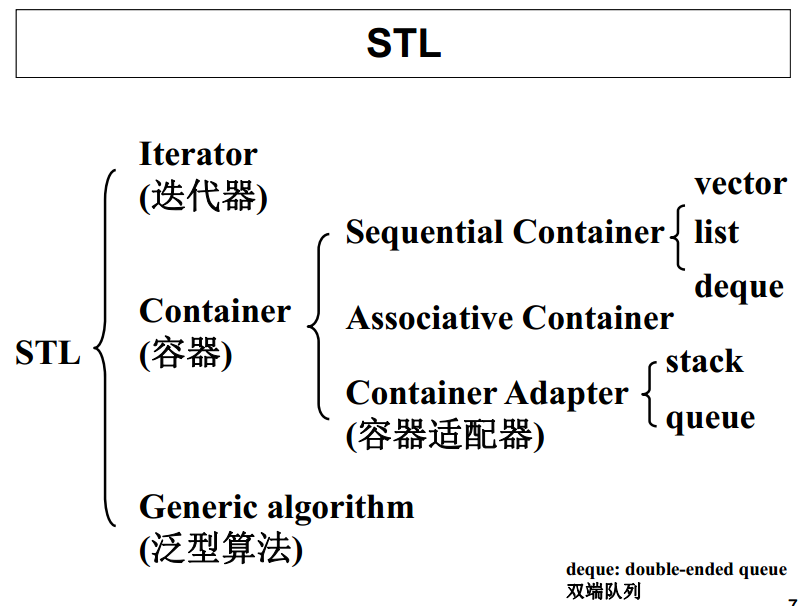 STL
STL
Iterator
(迭代器)
Container
(容器)
Sequential Container
vector
list
deque
Associative Container
Container Adapter
(容器适配器)
stack
queue
Generic algorithm
(泛型算法)
deque: double-ended queue
双端队列
7